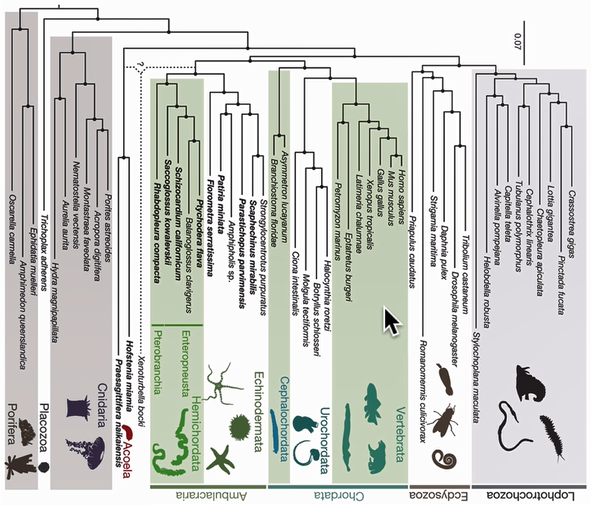 0.07
Crassostrea gigas
Pinctada fucata
Lottia gigantea
Chaetopleura apiculata
Cephalothrix linearis
Tubulanus polymorphus
Capitella teleta
Alvinella pompejana
Helobdella robusta
Stylochoplana maculata
Lophotrochozoa
Tribolium castaneum
Drosophila melanogaster
Daphnia pulex
Strigamia maritima
Romanomermis culicivorax
Priapulus caudatus
Ecdysozoa
Homo sapiens
Mus musculus
Gallus gallus
Xenopus tropicalis
Latimeria chalumnae
Eptatretus burgeri
Petromyzon marinus
Vertebrata
Halocynthia roretzi
Botryllus schlosseri
Molgula tectiformis
Ciona intestinalis
Urochordata
Asymmetron lucayanum
Branchiostoma floridae
Cephalochordata
Chordata
Strongylocentrotus purpuratus
Scaphechinus mirabilis
Parastichopus parvimensis
Amphipholis sp.
Patiria miniata
Florometra serratissima
Echinodermata
Ptychodera flava
Balanoglossus clavigerus
Schizocardium californicum
Saccoglossus kowalevskii
Rhabdopleura compacta
Enteropneusta
Pterobranchia
Hemichordata
Ambulacraria
?
Xenoturbella bocki
Hofstenia miamia
Praesagittifera naikaiensis
Acoela
Porites astreoides
Acropora digitifera
Montastraea faveolata
Nematostella vectensis
Aurelia aurita
Hydra magnipapillata
Cnidaria
Trichoplax adherens
Placozoa
Ephydatia muelleri
Amphimedon queenslandica
Oscarella carmella
Porifera